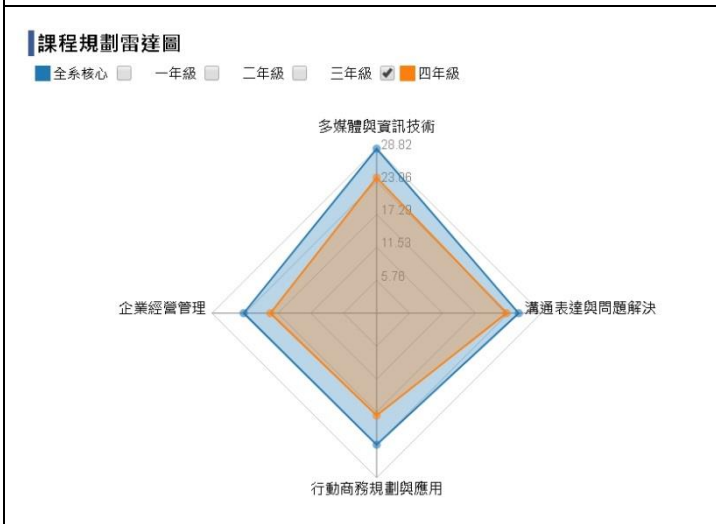 課程規劃雷達圖
全系核心 一年級 二年級 三年級 四年級
多媒體與資訊技術
28.82
23.06
17.29
11.53
5.76
企業經營管理
溝通表達與問題解決
行動商務規劃與應用